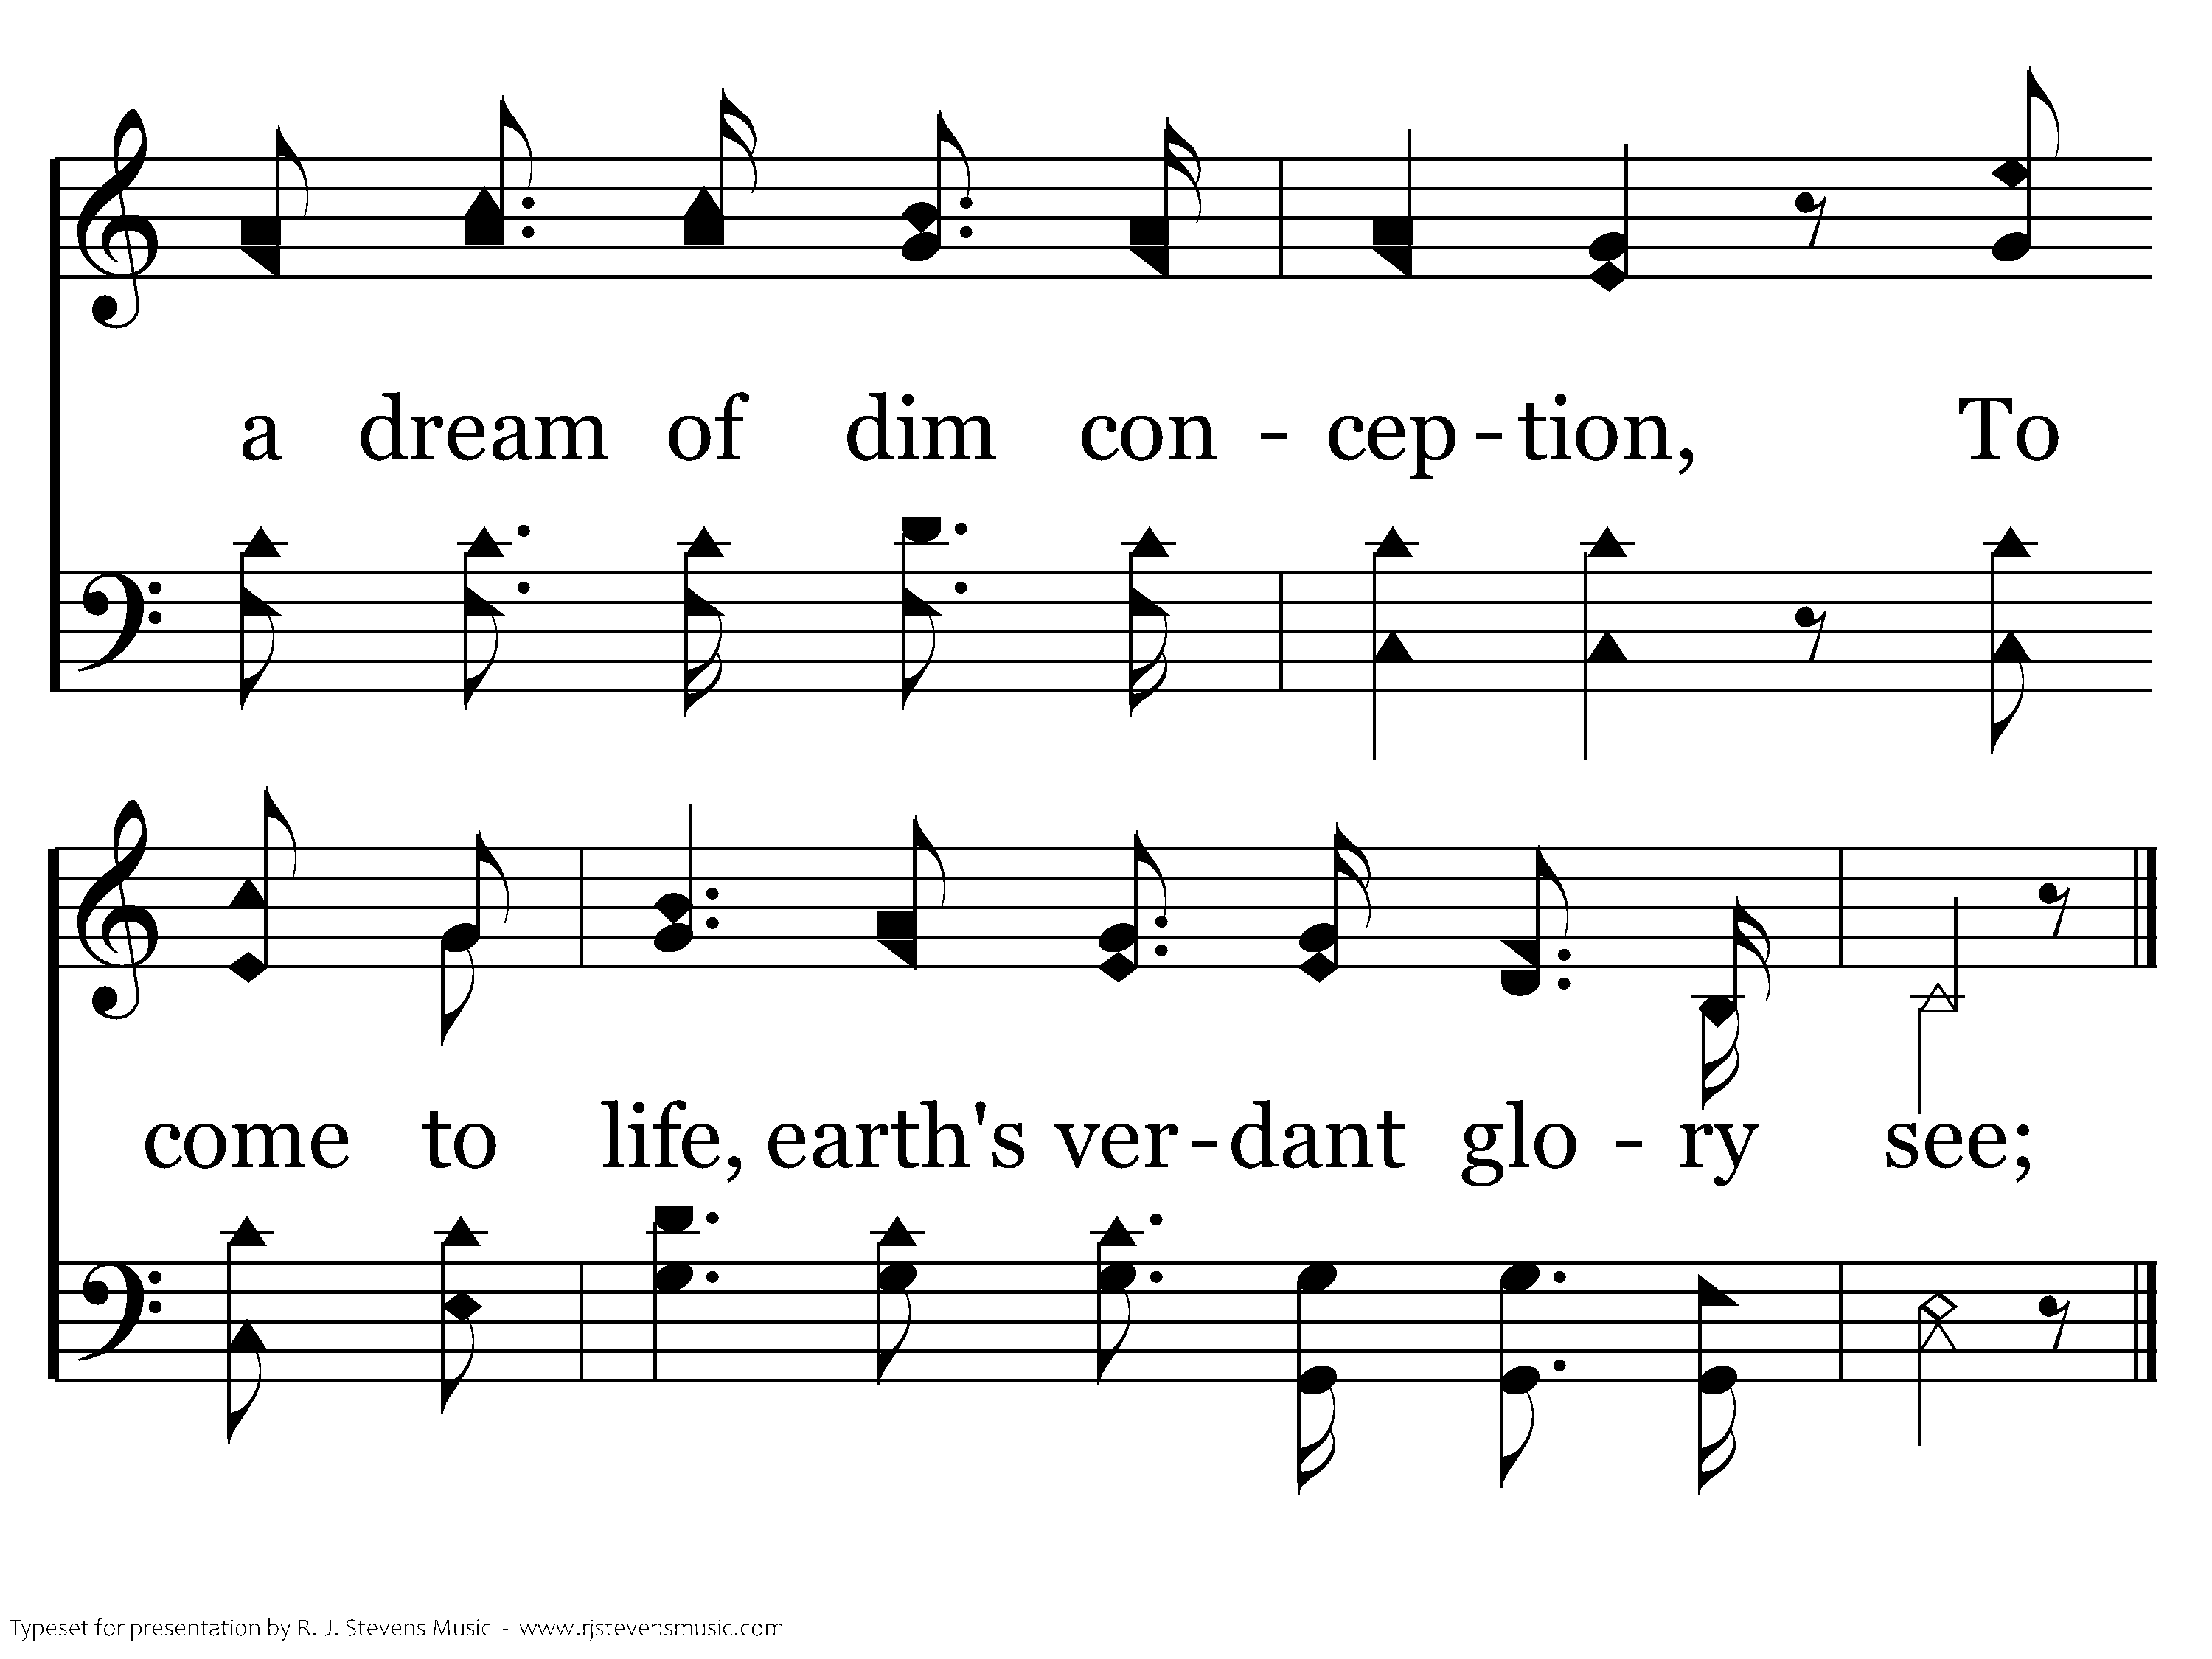 a dream of dim con - cep - tion, To
come to life, earth's ver - dant glo - ry see;
Typeset for presentation by R. J. Stevens Music - www.rjstevensmusic.com